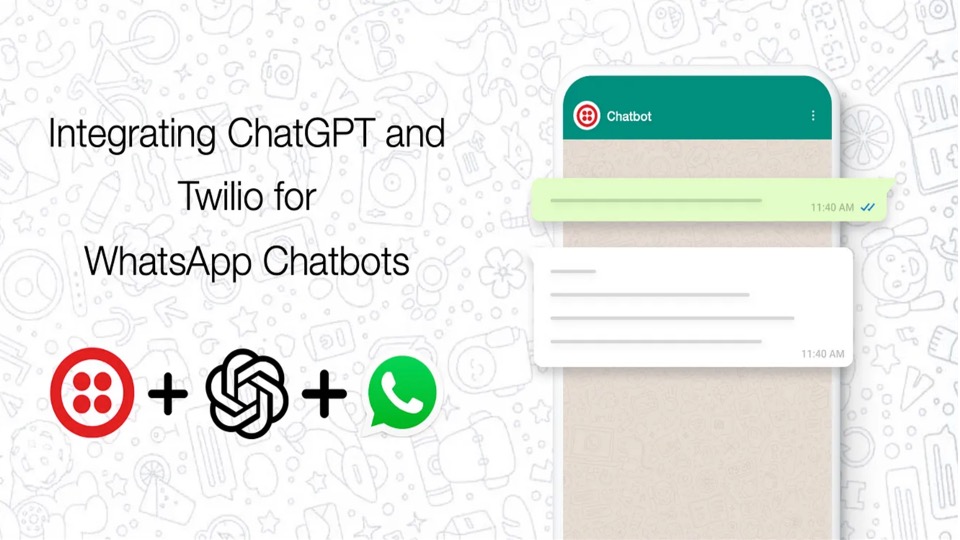 Integrating ChatGPT and
Twilio for
WhatsApp Chatbots
Chatbot
11:40 AM
11:40 AM